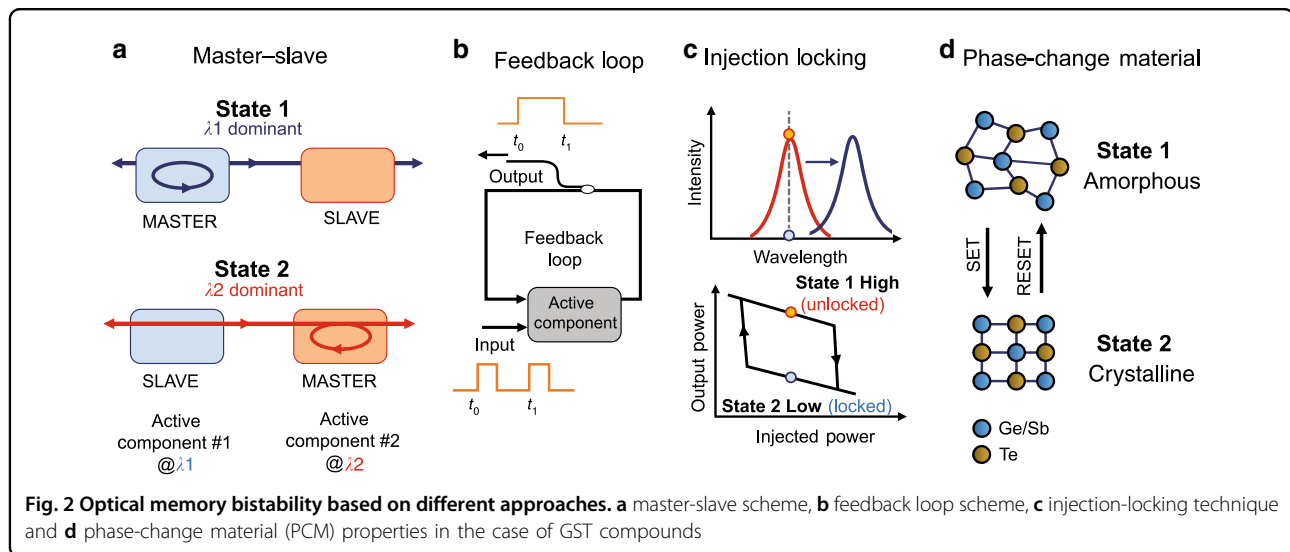 a
Master–slave
State 1
λ1 dominant
MASTER
SLAVE
State 2
λ2 dominant
SLAVE
MASTER
Active
component #1
@λ1
Active
component #2
@λ2
b
Feedback loop
t0
t1
Output
Feedback
loop
Active
component
Input
t0
t1
c
Injection locking
Intensity
Wavelength
State 1 High
(unlocked)
Output power
State 2 Low (locked)
Injected power
d
Phase-change material
State 1
Amorphous
SET
RESET
State 2
Crystalline
Ge/Sb
Te
Fig. 2 Optical memory bistability based on different approaches. a master-slave scheme, b feedback loop scheme, c injection-locking technique
and d phase-change material (PCM) properties in the case of GST compounds